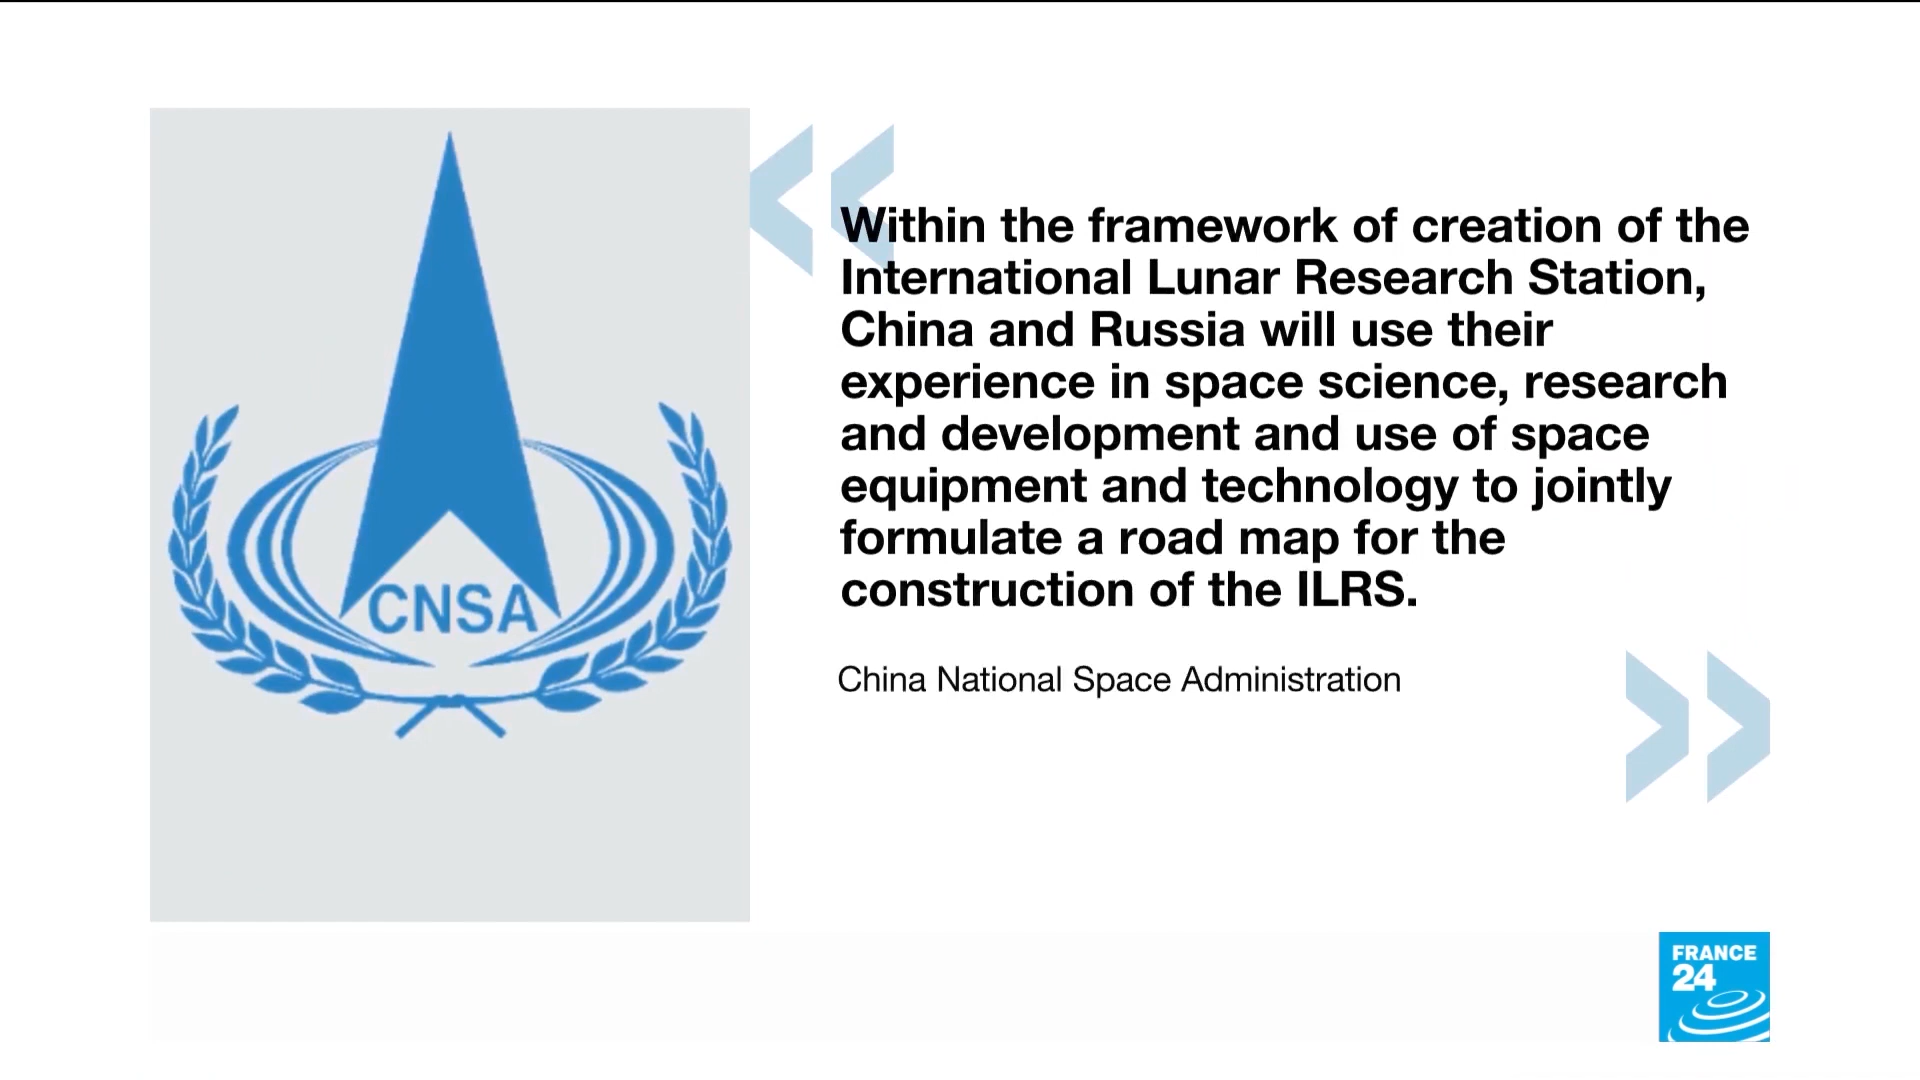 Within the framework of creation of the
International Lunar Research Station,
China and Russia will use their
experience in space science, research
and development and use of space
equipment and technology to jointly
formulate a road map for the
construction of the ILRS.
China National Space Administration
CNSA
FRANCE
24